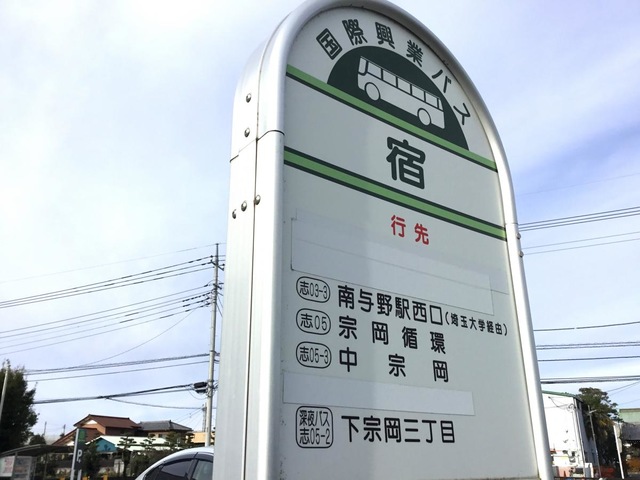 国際興業バス
宿
行先
志03-3 南与野駅西口(埼玉大学経由)
志05 宗岡循環
志05-3 中宗岡
深夜バス 志05-2 下宗岡三丁目
P